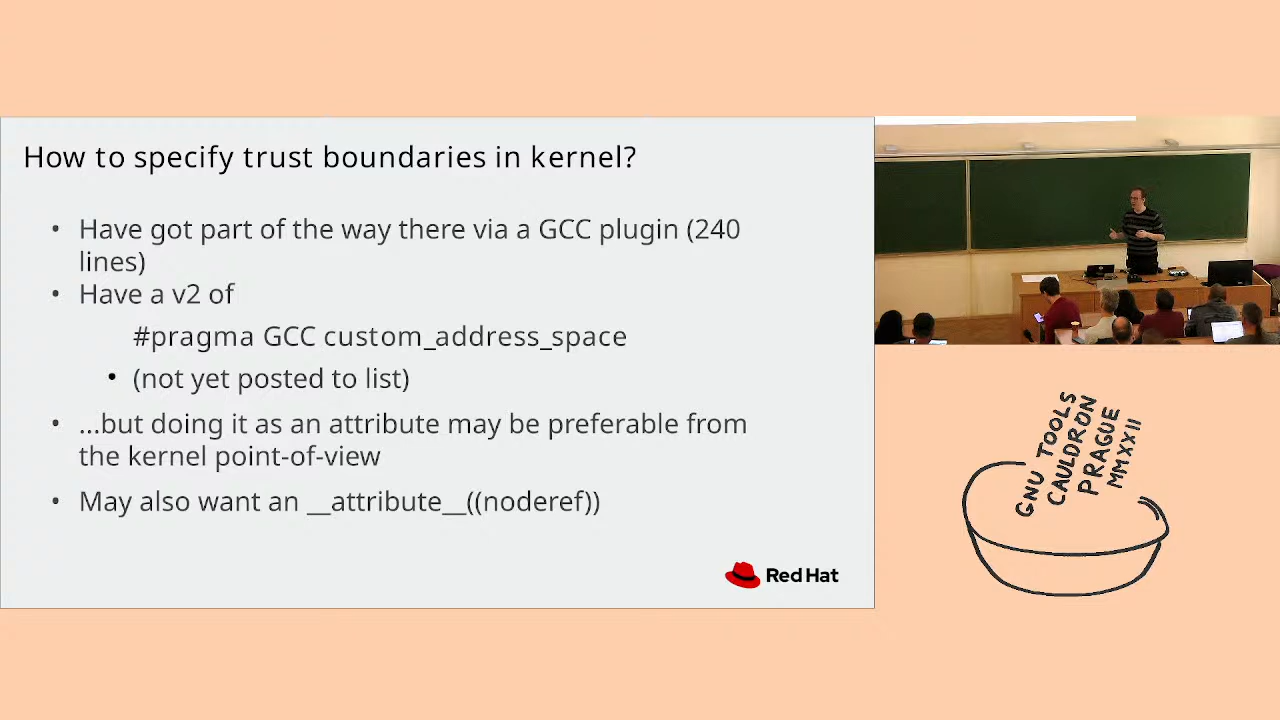 How to specify trust boundaries in kernel?
• Have got part of the way there via a GCC plugin (240
lines)
• Have a v2 of
#pragma GCC custom_address_space
• (not yet posted to list)
• ...but doing it as an attribute may be preferable from
the kernel point-of-view
• May also want an __attribute__((noderef))
Red Hat
GNU TOOLS
CAULDRON
PRAGUE
MMXXII